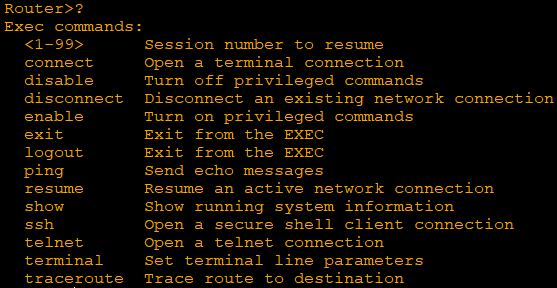 Router>?
Exec commands:
  <1-99>      Session number to resume
  connect     Open a terminal connection
  disable     Turn off privileged commands
  disconnect  Disconnect an existing network connection
  enable      Turn on privileged commands
  exit        Exit from the EXEC
  logout      Exit from the EXEC
  ping        Send echo messages
  resume      Resume an active network connection
  show        Show running system information
  ssh         Open a secure shell client connection
  telnet      Open a telnet connection
  terminal    Set terminal line parameters
  traceroute  Trace route to destination